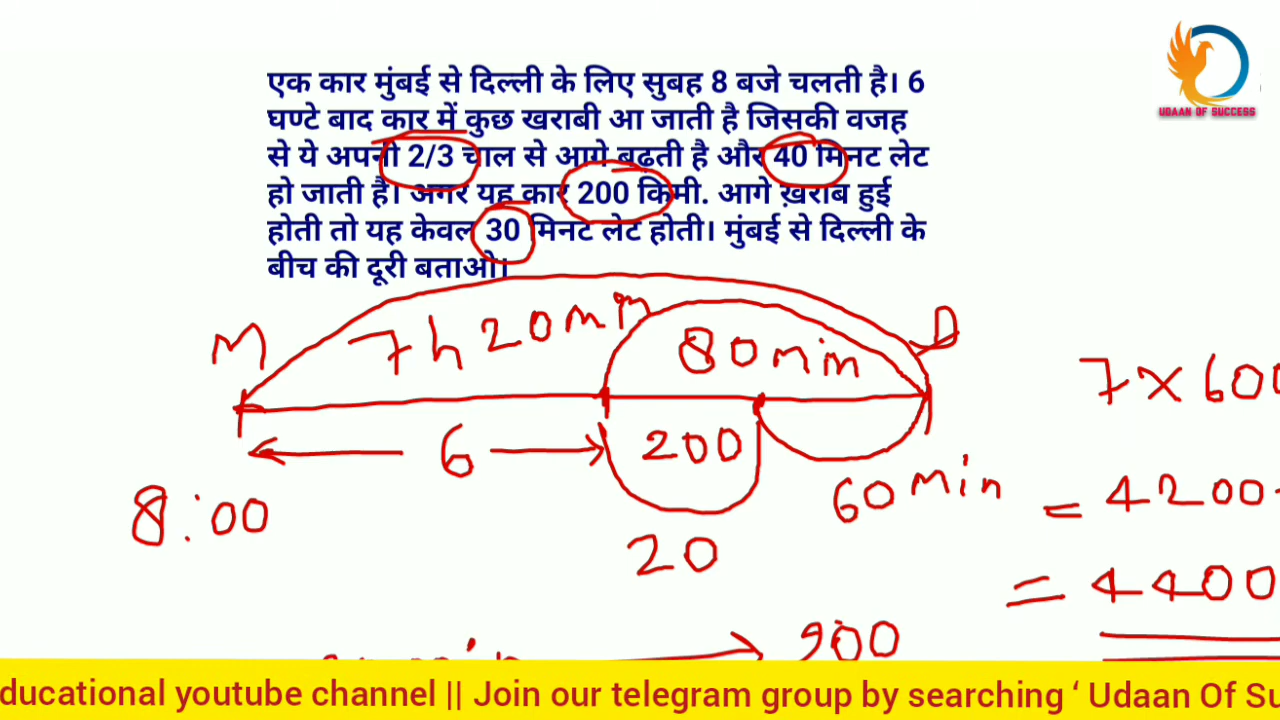 UDAAN OF SUCCESS
एक कार मुंबई से दिल्ली के लिए सुबह 8 बजे चलती है। 6
घण्टे बाद कार में कुछ खराबी आ जाती है जिसकी वजह
से ये अपनी 2/3 चाल से आगे बढ़ती है और 40 मिनट लेट
हो जाती है। अगर यह कार 200 किमी. आगे ख़राब हुई
होती तो यह केवल 30 मिनट लेट होती। मुंबई से दिल्ली के
बीच की दूरी बताओ।
M 7h 20min 80min D
7×600
6 200
8:00 20 60min = 4200
= 4400
ducational youtube channel || Join our telegram group by searching ‘ Udaan Of Su